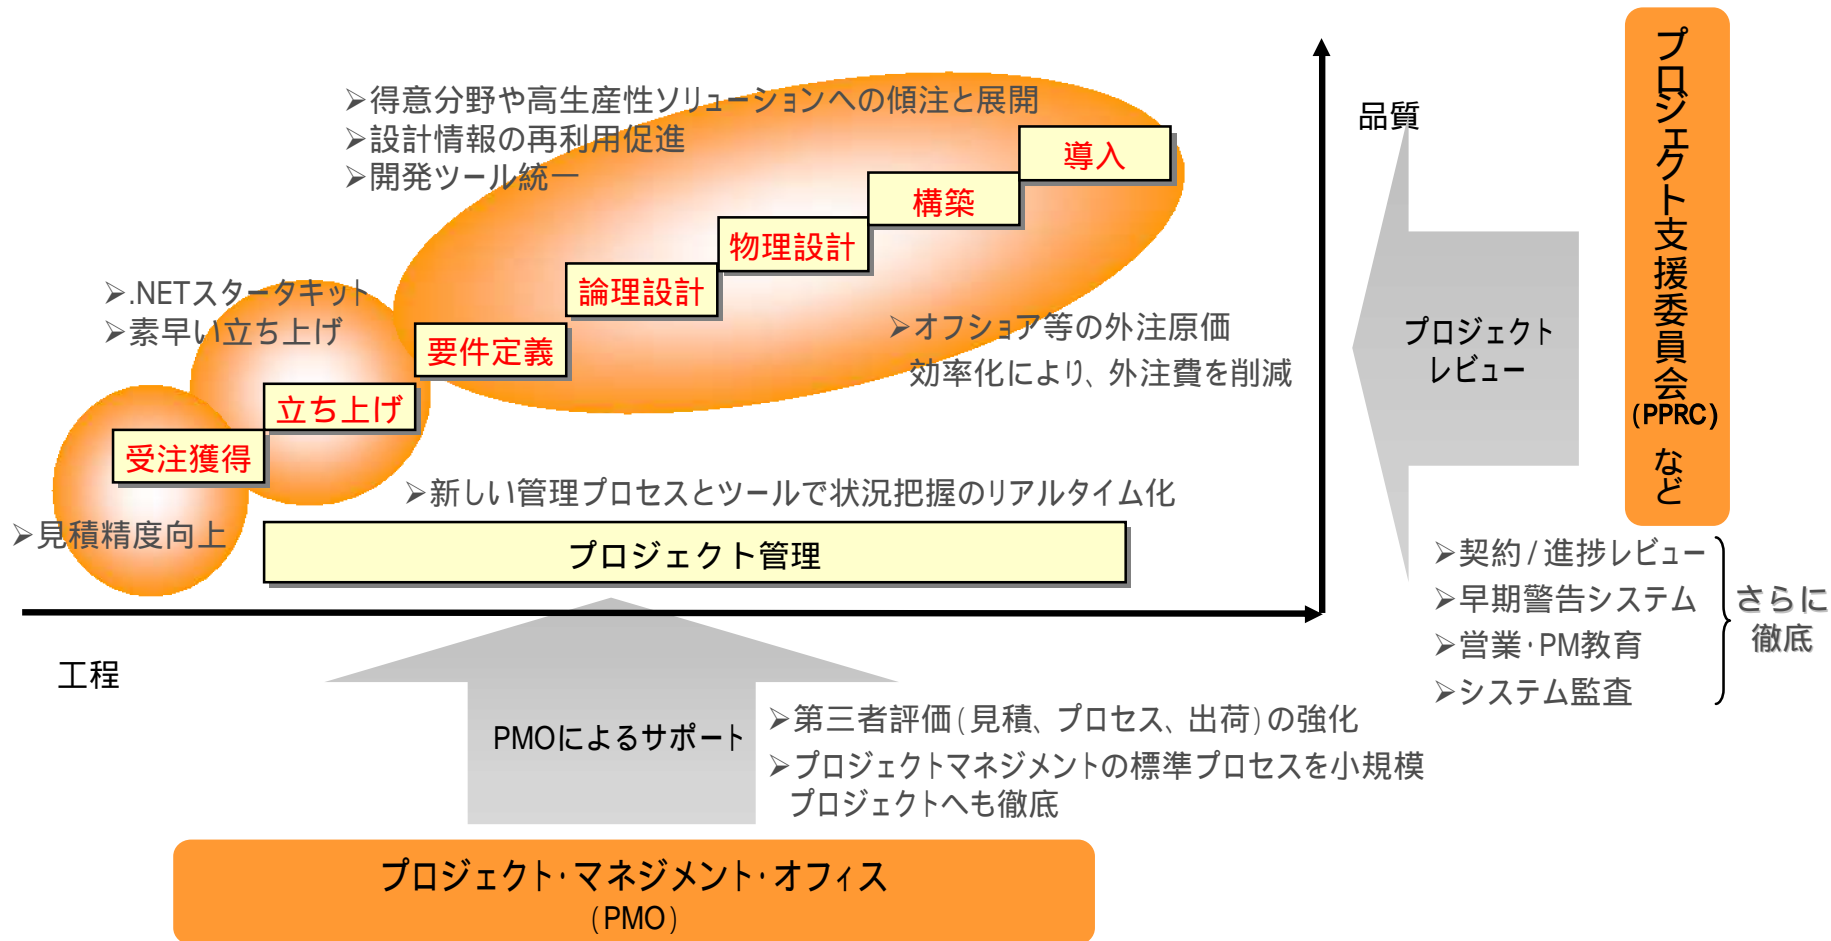 ➢得意分野や高生産性ソリューションへの傾注と展開
➢設計情報の再利用促進
➢開発ツール統一
導入
構築
物理設計
論理設計
要件定義
立ち上げ
受注獲得
➢.NETスタータキット
➢素早い立ち上げ
➢オフショア等の外注原価
効率化により、外注費を削減
➢見積精度向上
➢新しい管理プロセスとツールで状況把握のリアルタイム化
プロジェクト管理
工程
品質
プロジェクト
レビュー
プロジェクト支援委員会
(PPRC)
など
➢契約/進捗レビュー
➢早期警告システム
➢営業・PM教育
➢システム監査
さらに
徹底
PMOによるサポート
➢第三者評価(見積、プロセス、出荷)の強化
➢プロジェクトマネジメントの標準プロセスを小規模
プロジェクトへも徹底
プロジェクト・マネジメント・オフィス
(PMO)